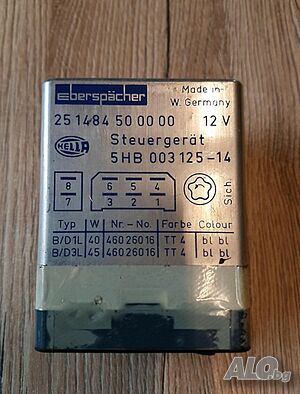 Eberspächer
Made in
W. Germany
25 1484 50 00 00 12 V
HELLA
Steuergerät
5HB 003 125-14
8 6 5 4
7 3 2 1
Sich
Typ W Nr.-No. Farbe Colour
B/D1L 40 460 26016 TT 4 bl bl
B/D3L 45 460 26016 TT 4 bl bl
ALO.bg